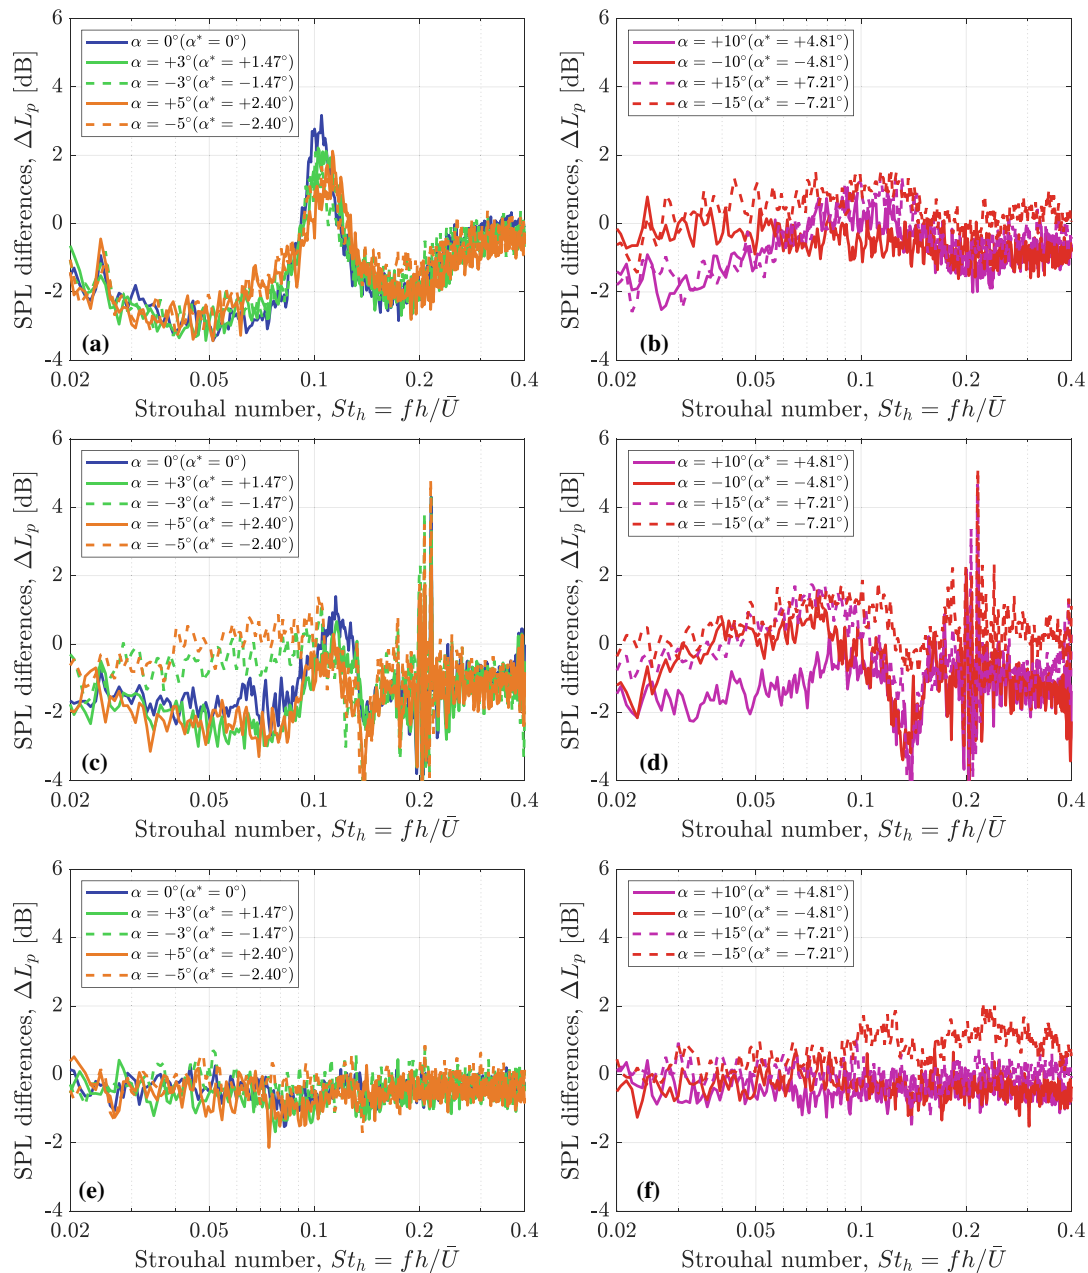 6
4
2
0
-2
-4
SPL differences, ΔL_p [dB]
α = 0°(α* = 0°)
α = +3°(α* = +1.47°)
α = −3°(α* = −1.47°)
α = +5°(α* = +2.40°)
α = −5°(α* = −2.40°)
(a)
0.02 0.05 0.1 0.2 0.4
Strouhal number, St_h = fh/Ū
6
4
2
0
-2
-4
SPL differences, ΔL_p [dB]
α = +10°(α* = +4.81°)
α = −10°(α* = −4.81°)
α = +15°(α* = +7.21°)
α = −15°(α* = −7.21°)
(b)
0.02 0.05 0.1 0.2 0.4
Strouhal number, St_h = fh/Ū
6
4
2
0
-2
-4
SPL differences, ΔL_p [dB]
α = 0°(α* = 0°)
α = +3°(α* = +1.47°)
α = −3°(α* = −1.47°)
α = +5°(α* = +2.40°)
α = −5°(α* = −2.40°)
(c)
0.02 0.05 0.1 0.2 0.4
Strouhal number, St_h = fh/Ū
6
4
2
0
-2
-4
SPL differences, ΔL_p [dB]
α = +10°(α* = +4.81°)
α = −10°(α* = −4.81°)
α = +15°(α* = +7.21°)
α = −15°(α* = −7.21°)
(d)
0.02 0.05 0.1 0.2 0.4
Strouhal number, St_h = fh/Ū
6
4
2
0
-2
-4
SPL differences, ΔL_p [dB]
α = 0°(α* = 0°)
α = +3°(α* = +1.47°)
α = −3°(α* = −1.47°)
α = +5°(α* = +2.40°)
α = −5°(α* = −2.40°)
(e)
0.02 0.05 0.1 0.2 0.4
Strouhal number, St_h = fh/Ū
6
4
2
0
-2
-4
SPL differences, ΔL_p [dB]
α = +10°(α* = +4.81°)
α = −10°(α* = −4.81°)
α = +15°(α* = +7.21°)
α = −15°(α* = −7.21°)
(f)
0.02 0.05 0.1 0.2 0.4
Strouhal number, St_h = fh/Ū